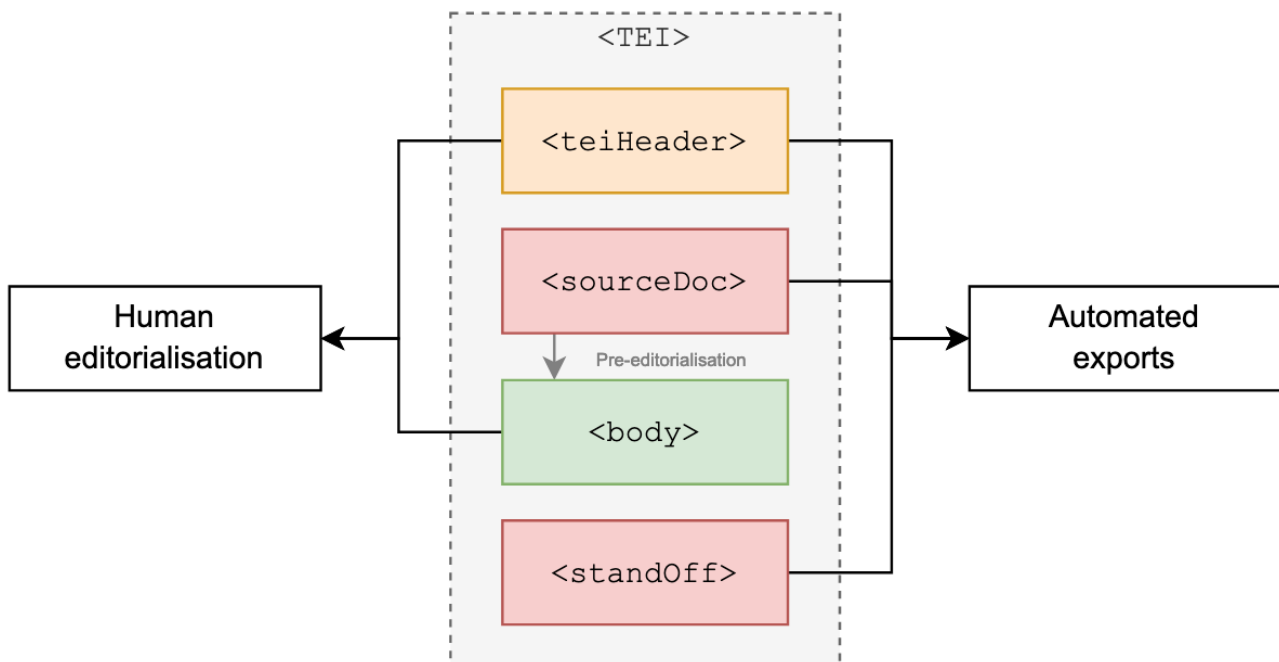 <TEI>
<teiHeader>
<sourceDoc>
Human
editorialisation
Automated
exports
Pre-editorialisation
<body>
<standOff>